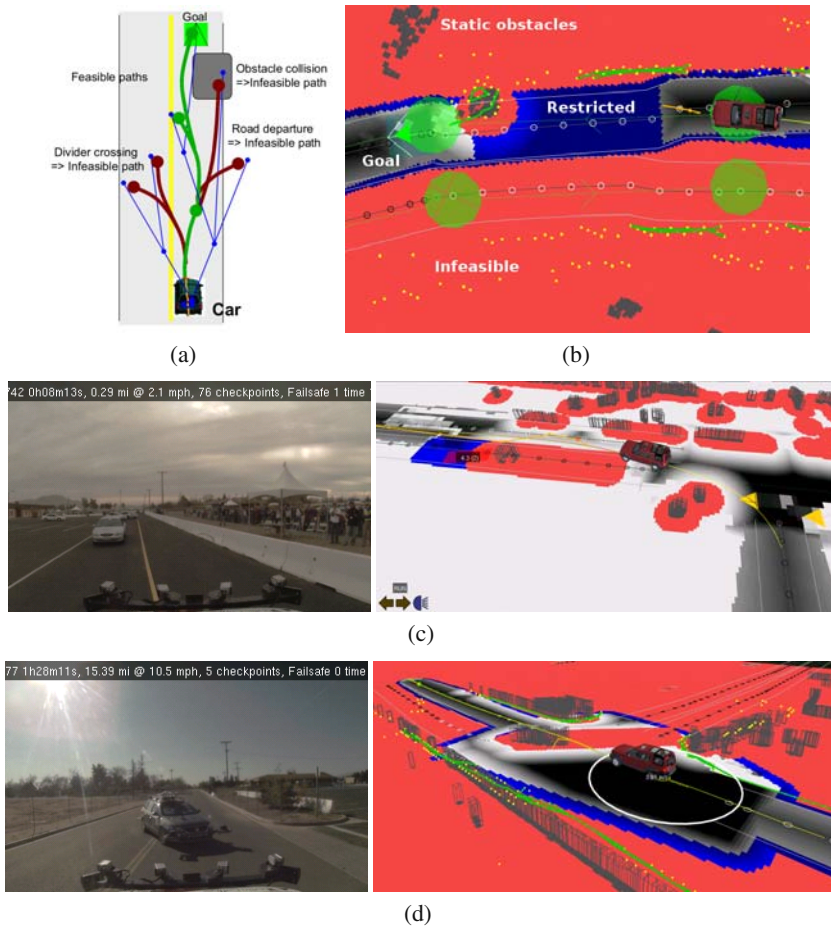 Goal
Feasible paths
Obstacle collision
=>Infeasible path
Road departure
=> Infeasible path
Divider crossing
=> Infeasible path
Car
(a)
Static obstacles
Restricted
Goal
Infeasible
(b)
742 0h08m13s, 0.29 mi @ 2.1 mph, 76 checkpoints, Failsafe 1 time
(c)
77 1h28m11s, 15.39 mi @ 10.5 mph, 5 checkpoints, Failsafe 0 time
(d)